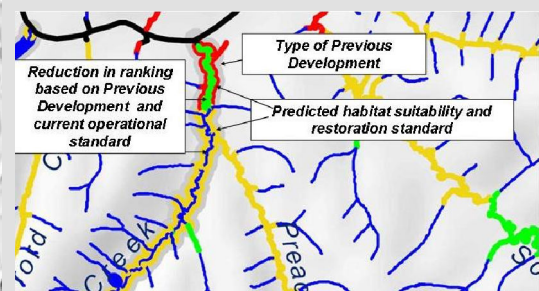 Type of Previous
Development
Reduction in ranking
based on Previous
Development and
current operational
standard
Predicted habitat suitability and
restoration standard
Creek